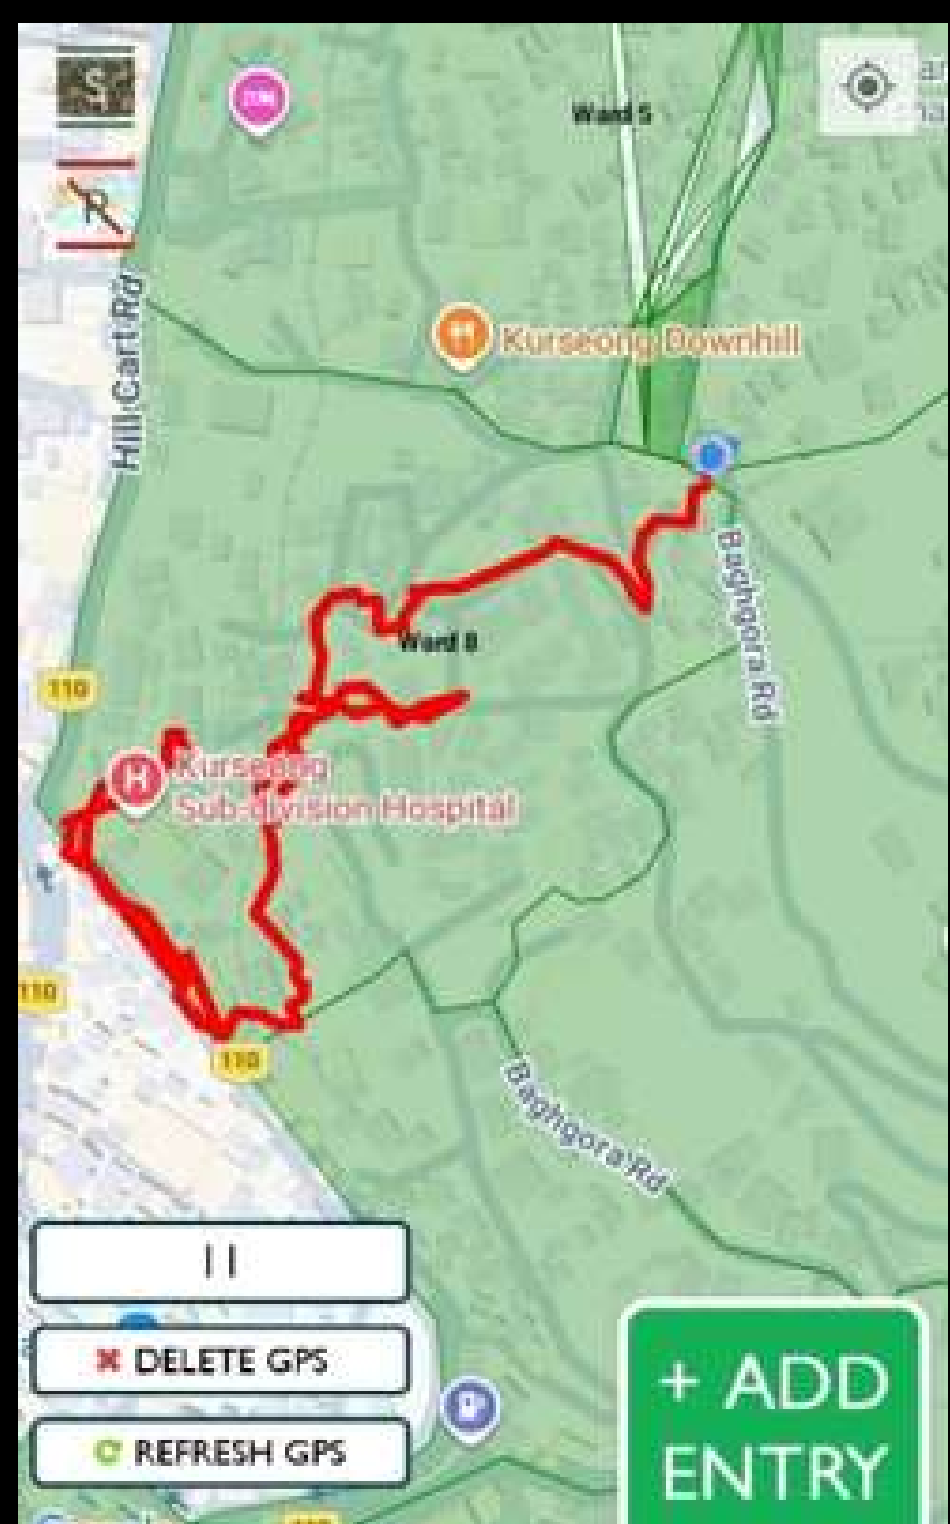 S
Ward 5
R
Hill Cart Rd
Kurseong Downhill
Baghgora Rd
Ward 8
110
H
Kurseong
Sub-division Hospital
110
110
Baghgora Rd
DELETE GPS
REFRESH GPS
+ ADD
ENTRY